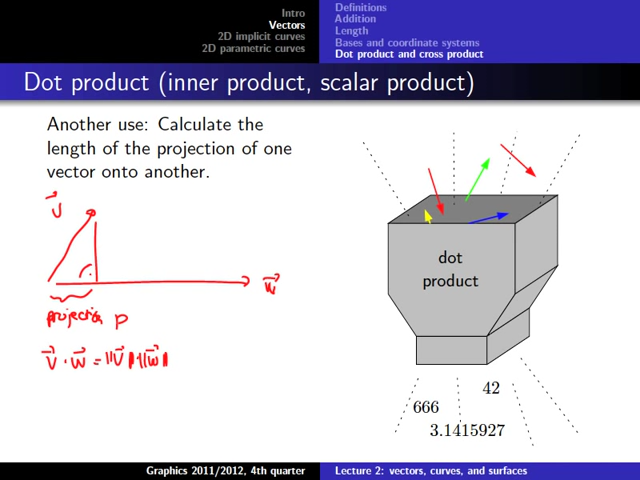 Intro
Vectors
2D implicit curves
2D parametric curves
Definitions
Addition
Length
Bases and coordinate systems
Dot product and cross product
Dot product (inner product, scalar product)
Another use: Calculate the
length of the projection of one
vector onto another.
v⃗
w⃗
projection p
v⃗ · w⃗ = ||v⃗||·||w⃗||
dot
product
42
666
3.1415927
Graphics 2011/2012, 4th quarter
Lecture 2: vectors, curves, and surfaces